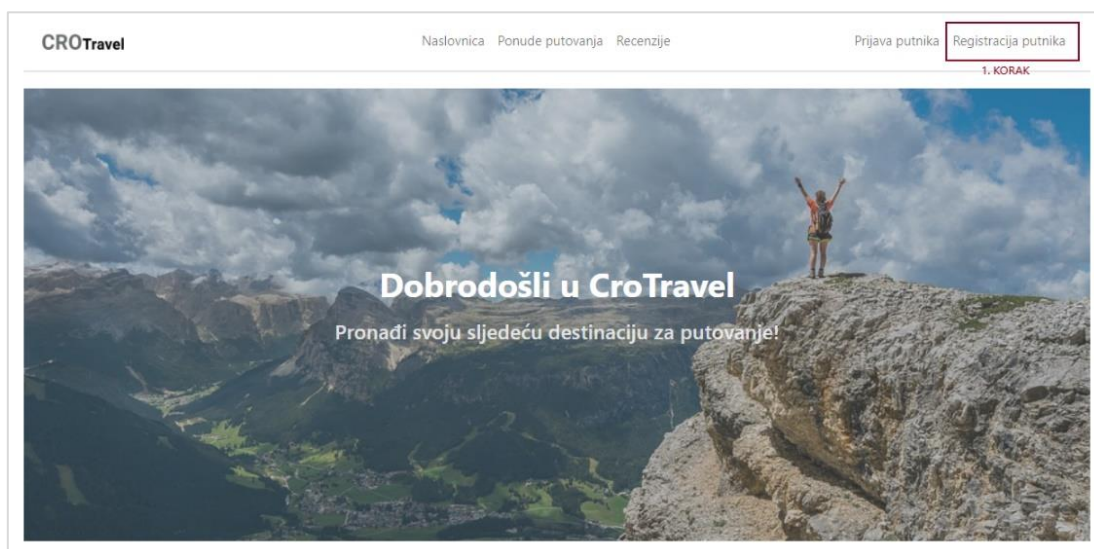 CROTravel
Naslovnica Ponude putovanja Recenzije
Prijava putnika Registracija putnika
1. KORAK
Dobrodošli u CroTravel
Pronađi svoju sljedeću destinaciju za putovanje!